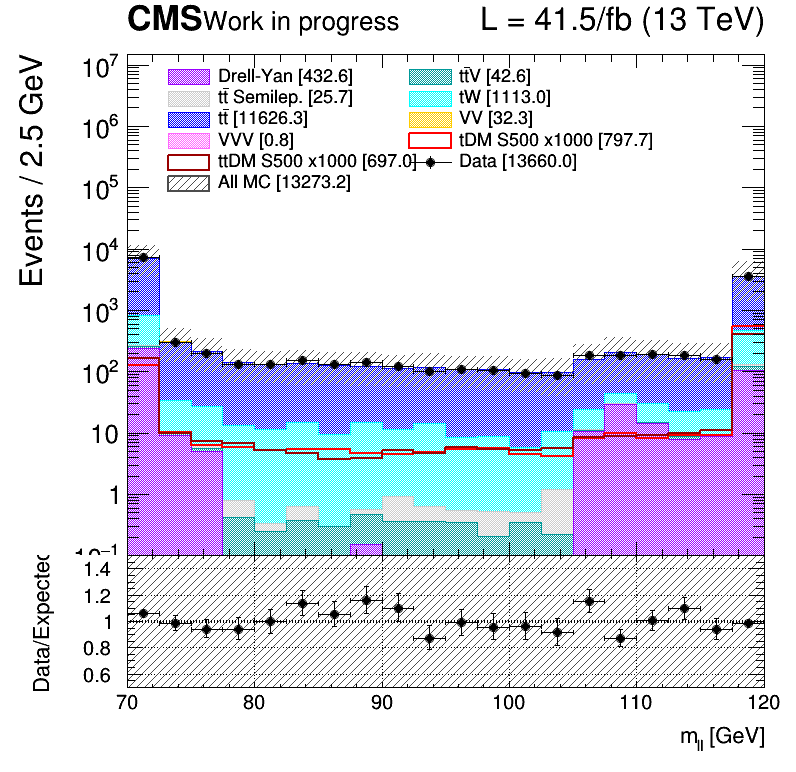 CMS Work in progress L = 41.5/fb (13 TeV)
Events / 2.5 GeV
10⁷
10⁶
10⁵
10⁴
10³
10²
10
1
10⁻¹
Drell-Yan [432.6]
tt̄V [42.6]
tt̄ Semilep. [25.7]
tW [1113.0]
tt̄ [11626.3]
VV [32.3]
VVV [0.8]
tDM S500 x1000 [797.7]
ttDM S500 x1000 [697.0]
Data [13660.0]
All MC [13273.2]
Data/Expected
1.4
1.2
1
0.8
0.6
70 80 90 100 110 120
m_ll [GeV]